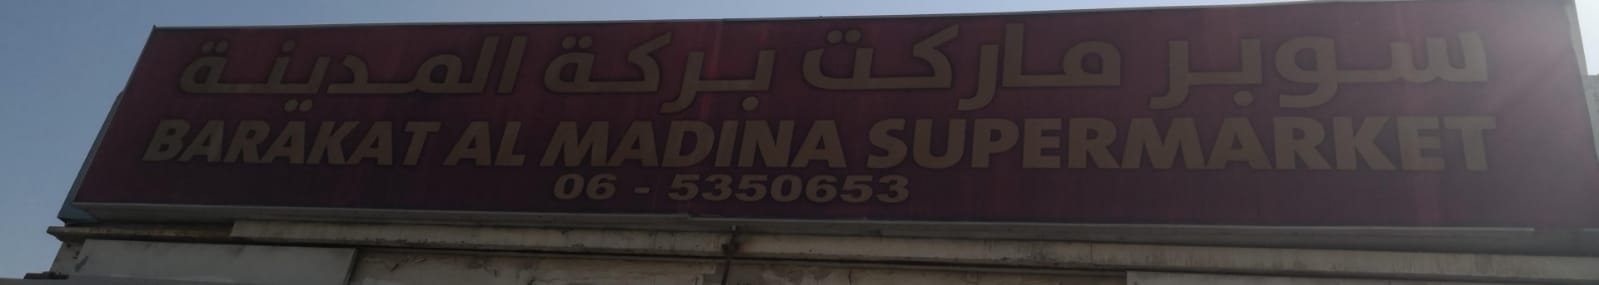 سوبر ماركت بركة المدينة
BARAKAT AL MADINA SUPERMARKET
06 - 5350653